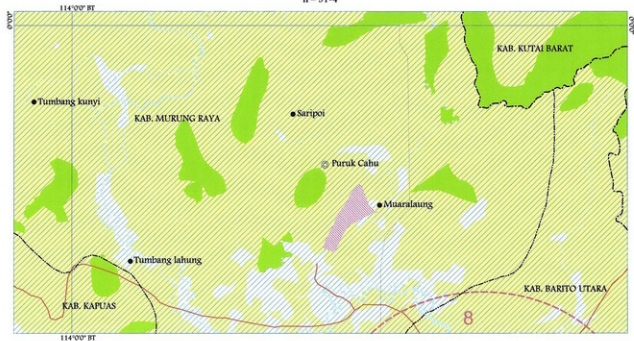 114°0'0" BT
0°0'0"
KAB. KUTAI BARAT
Tumbang kunyi
KAB. MURUNG RAYA
Saripoi
Puruk Cahu
Muaralaung
Tumbang lahung
KAB. KAPUAS
KAB. BARITO UTARA
8
114°0'0" BT